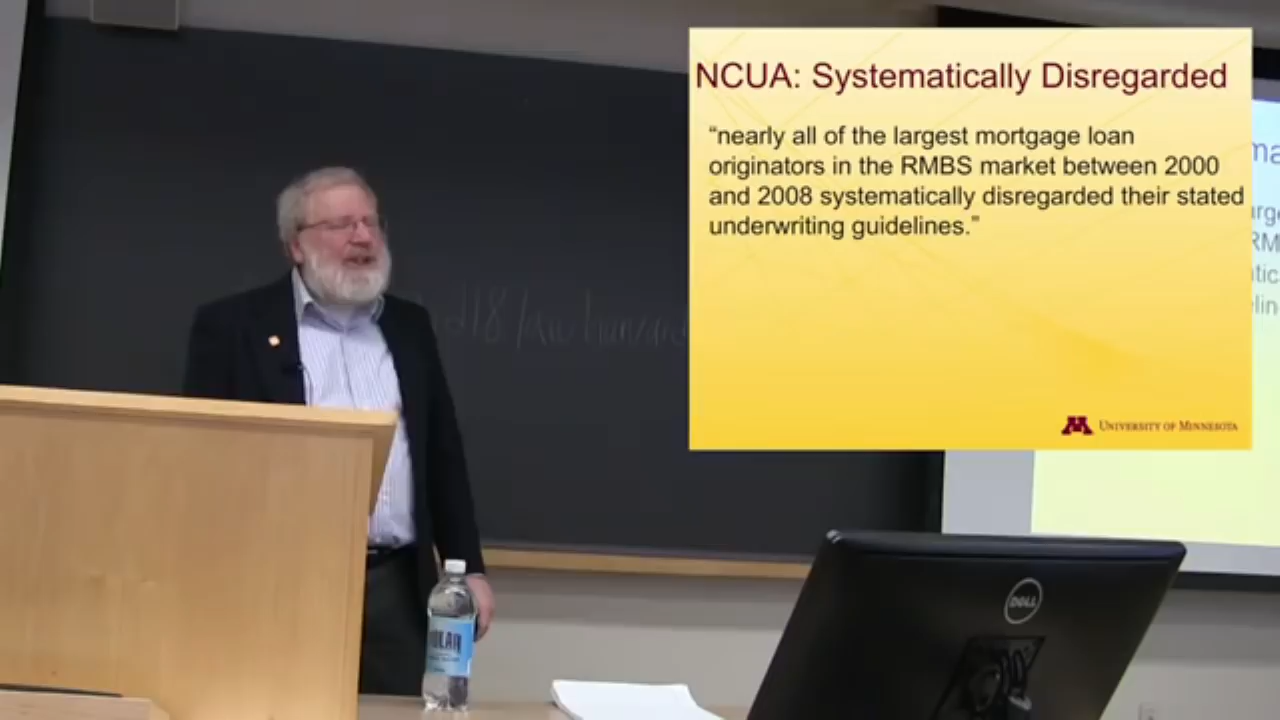 NCUA: Systematically Disregarded
“nearly all of the largest mortgage loan
originators in the RMBS market between 2000
and 2008 systematically disregarded their stated
underwriting guidelines.”
M UNIVERSITY OF MINNESOTA
DELL